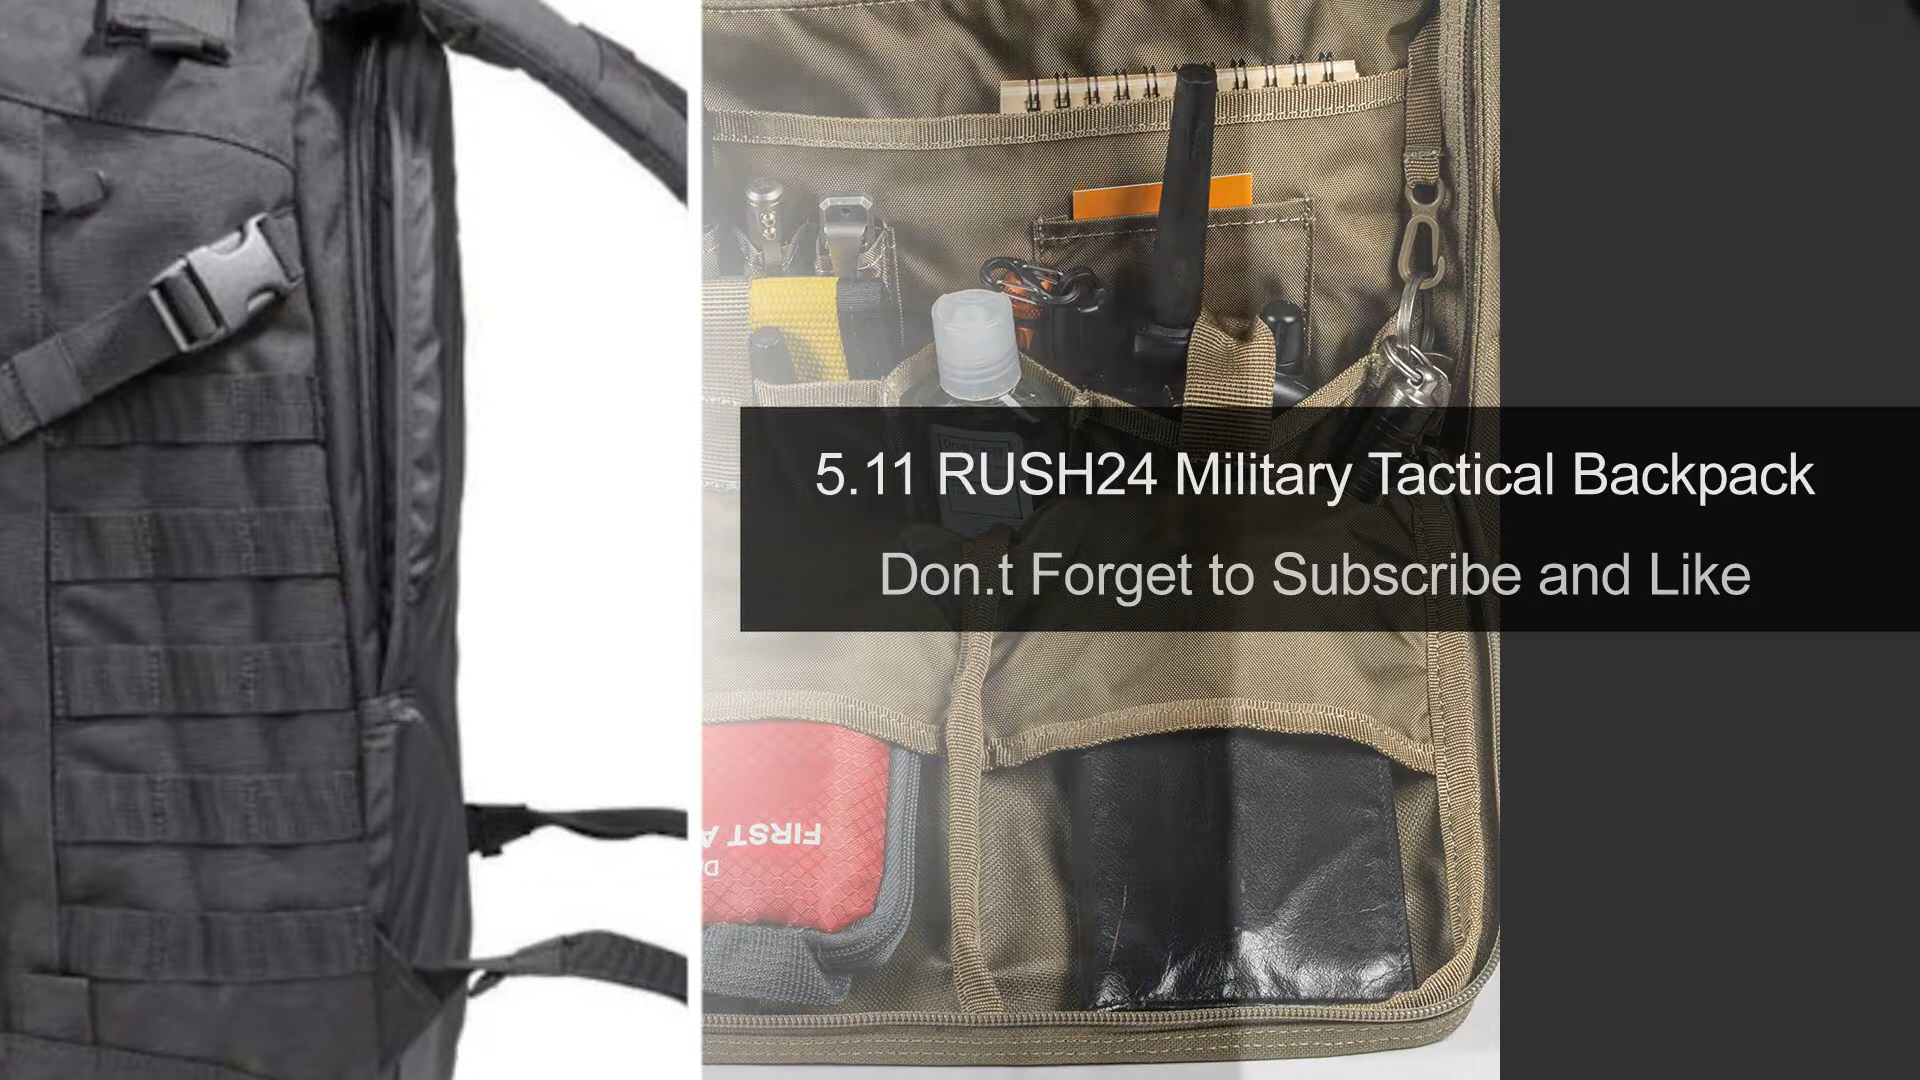 5.11 RUSH24 Military Tactical Backpack
Don.t Forget to Subscribe and Like
FIRST A